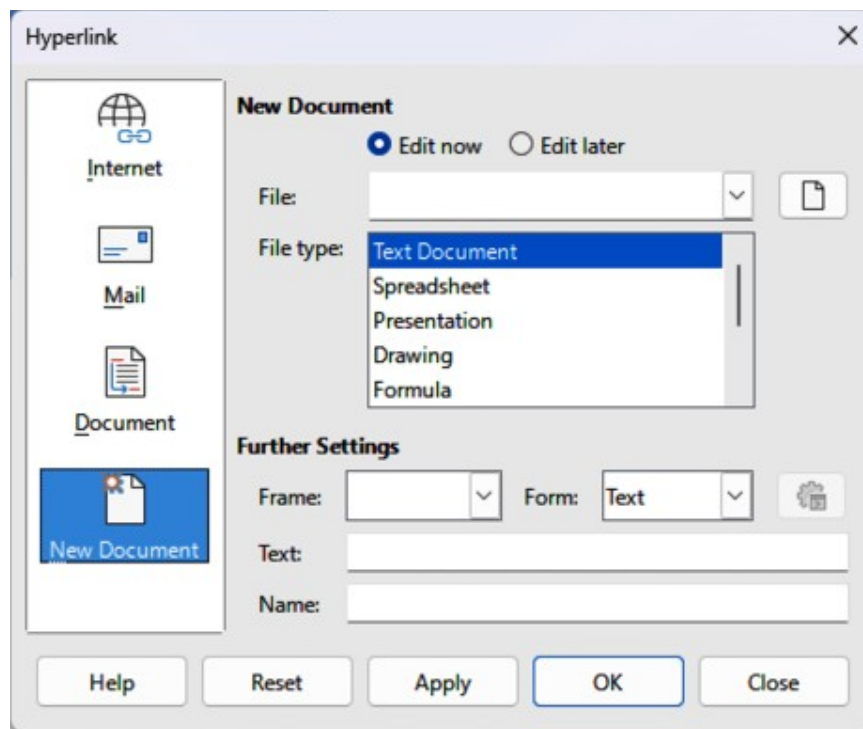 Hyperlink
Internet
Mail
Document
New Document
New Document
Edit now Edit later
File:
File type:
Text Document
Spreadsheet
Presentation
Drawing
Formula
Further Settings
Frame: Form: Text
Text:
Name:
Help Reset Apply OK Close